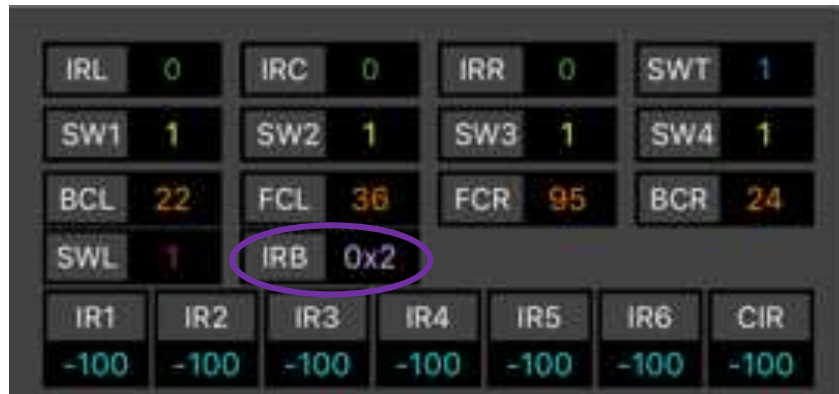 IRL 0 IRC 0 IRR 0 SWT 1
SW1 1 SW2 1 SW3 1 SW4 1
BCL 22 FCL 36 FCR 95 BCR 24
SWL 1 IRB 0x2
IR1 IR2 IR3 IR4 IR5 IR6 CIR
-100 -100 -100 -100 -100 -100 -100